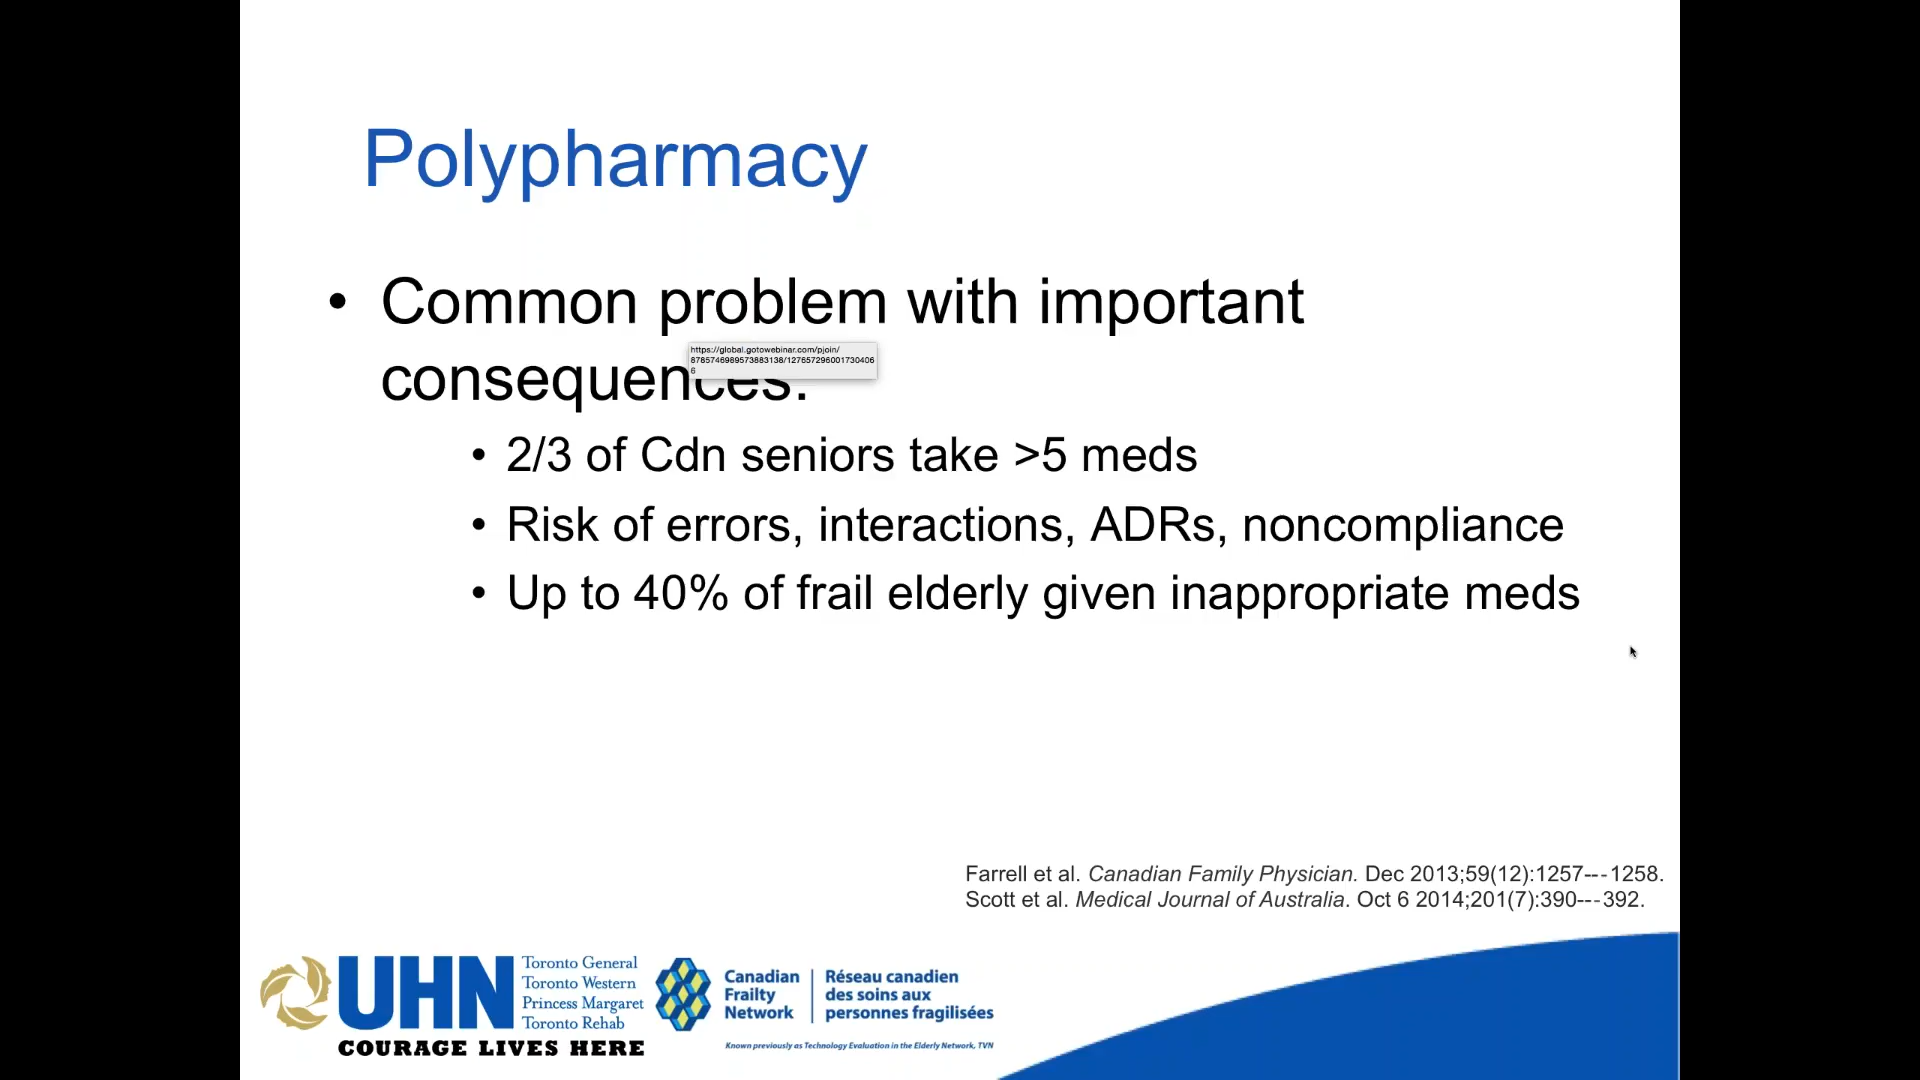 Polypharmacy
• Common problem with important
https://global.gotowebinar.com/pjoin/
8785746989573883138/127657296001730406
6
consequences:
• 2/3 of Cdn seniors take >5 meds
• Risk of errors, interactions, ADRs, noncompliance
• Up to 40% of frail elderly given inappropriate meds
Farrell et al. Canadian Family Physician. Dec 2013;59(12):1257---1258.
Scott et al. Medical Journal of Australia. Oct 6 2014;201(7):390---392.
UHN
Toronto General
Toronto Western
Princess Margaret
Toronto Rehab
COURAGE LIVES HERE
Canadian
Frailty
Network
Réseau canadien
des soins aux
personnes fragilisées
Known previously as Technology Evaluation in the Elderly Network, TVN